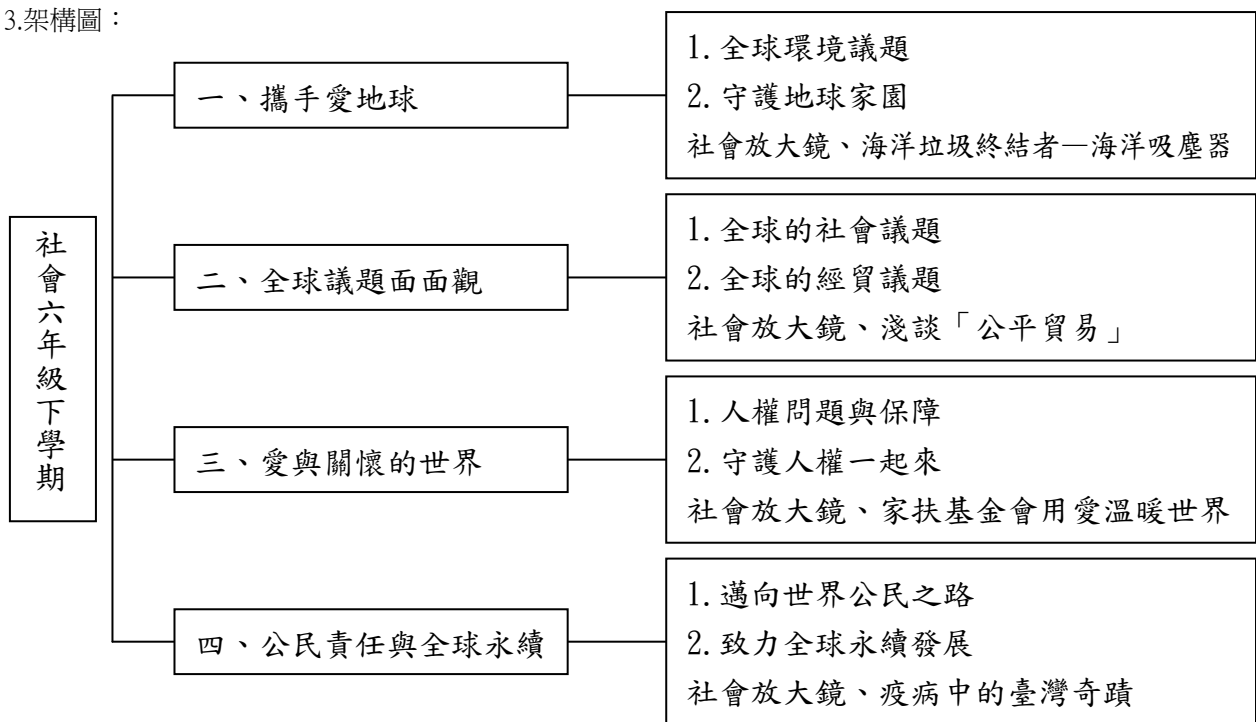 3.架構圖：
社會六年級下學期
一、攜手愛地球
1.全球環境議題
2.守護地球家園
社會放大鏡、海洋垃圾終結者—海洋吸塵器
二、全球議題面面觀
1.全球的社會議題
2.全球的經貿議題
社會放大鏡、淺談「公平貿易」
三、愛與關懷的世界
1.人權問題與保障
2.守護人權一起來
社會放大鏡、家扶基金會用愛溫暖世界
四、公民責任與全球永續
1.邁向世界公民之路
2.致力全球永續發展
社會放大鏡、疫病中的臺灣奇蹟